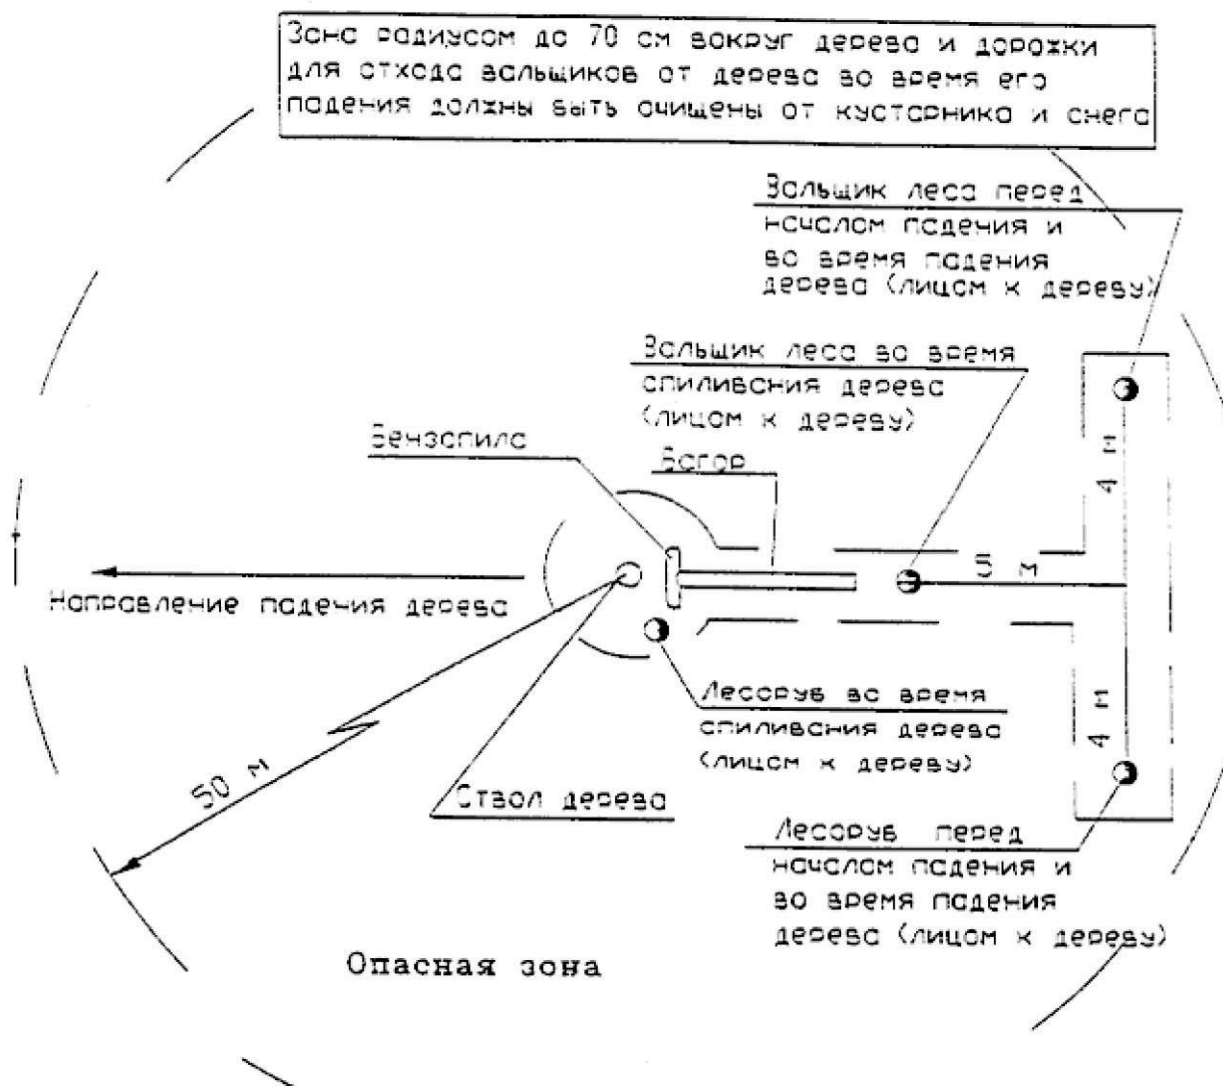 Зона радиусом до 70 см вокруг дерева и дорожки
для отхода вальщиков от дерева во время его
падения должны быть очищены от кустарника и снега
Вальщик леса перед
началом падения и
во время падения
дерева (лицом к дереву)
Вальщик леса во время
спиливания дерева
(лицом к дереву)
Бензопила
Багор
4 м
5 м
Направление падения дерева
Лесоруб во время
спиливания дерева
(лицом к дереву)
4 м
50 м
Ствол дерева
Лесоруб перед
началом падения и
во время падения
дерева (лицом к дереву)
Опасная зона